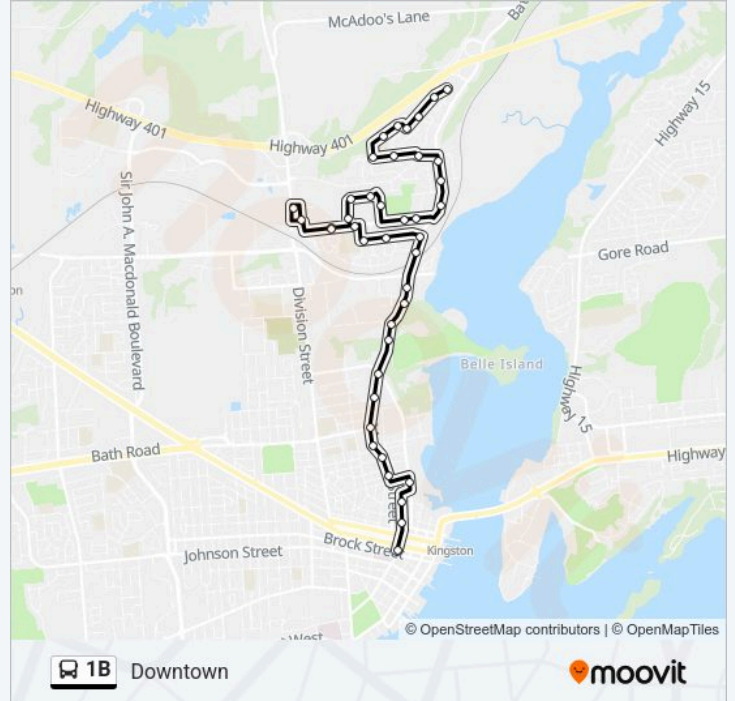 McAdoo's Lane
Highway 401
Highway 401
Highway 15
Sir John A. Macdonald Boulevard
Gore Road
Division Street
Belle Island
Highway 15
Bath Road
Highway
Brock Street
Johnson Street
Kingston
West
© OpenStreetMap contributors | © OpenMapTiles
1B Downtown
moovit